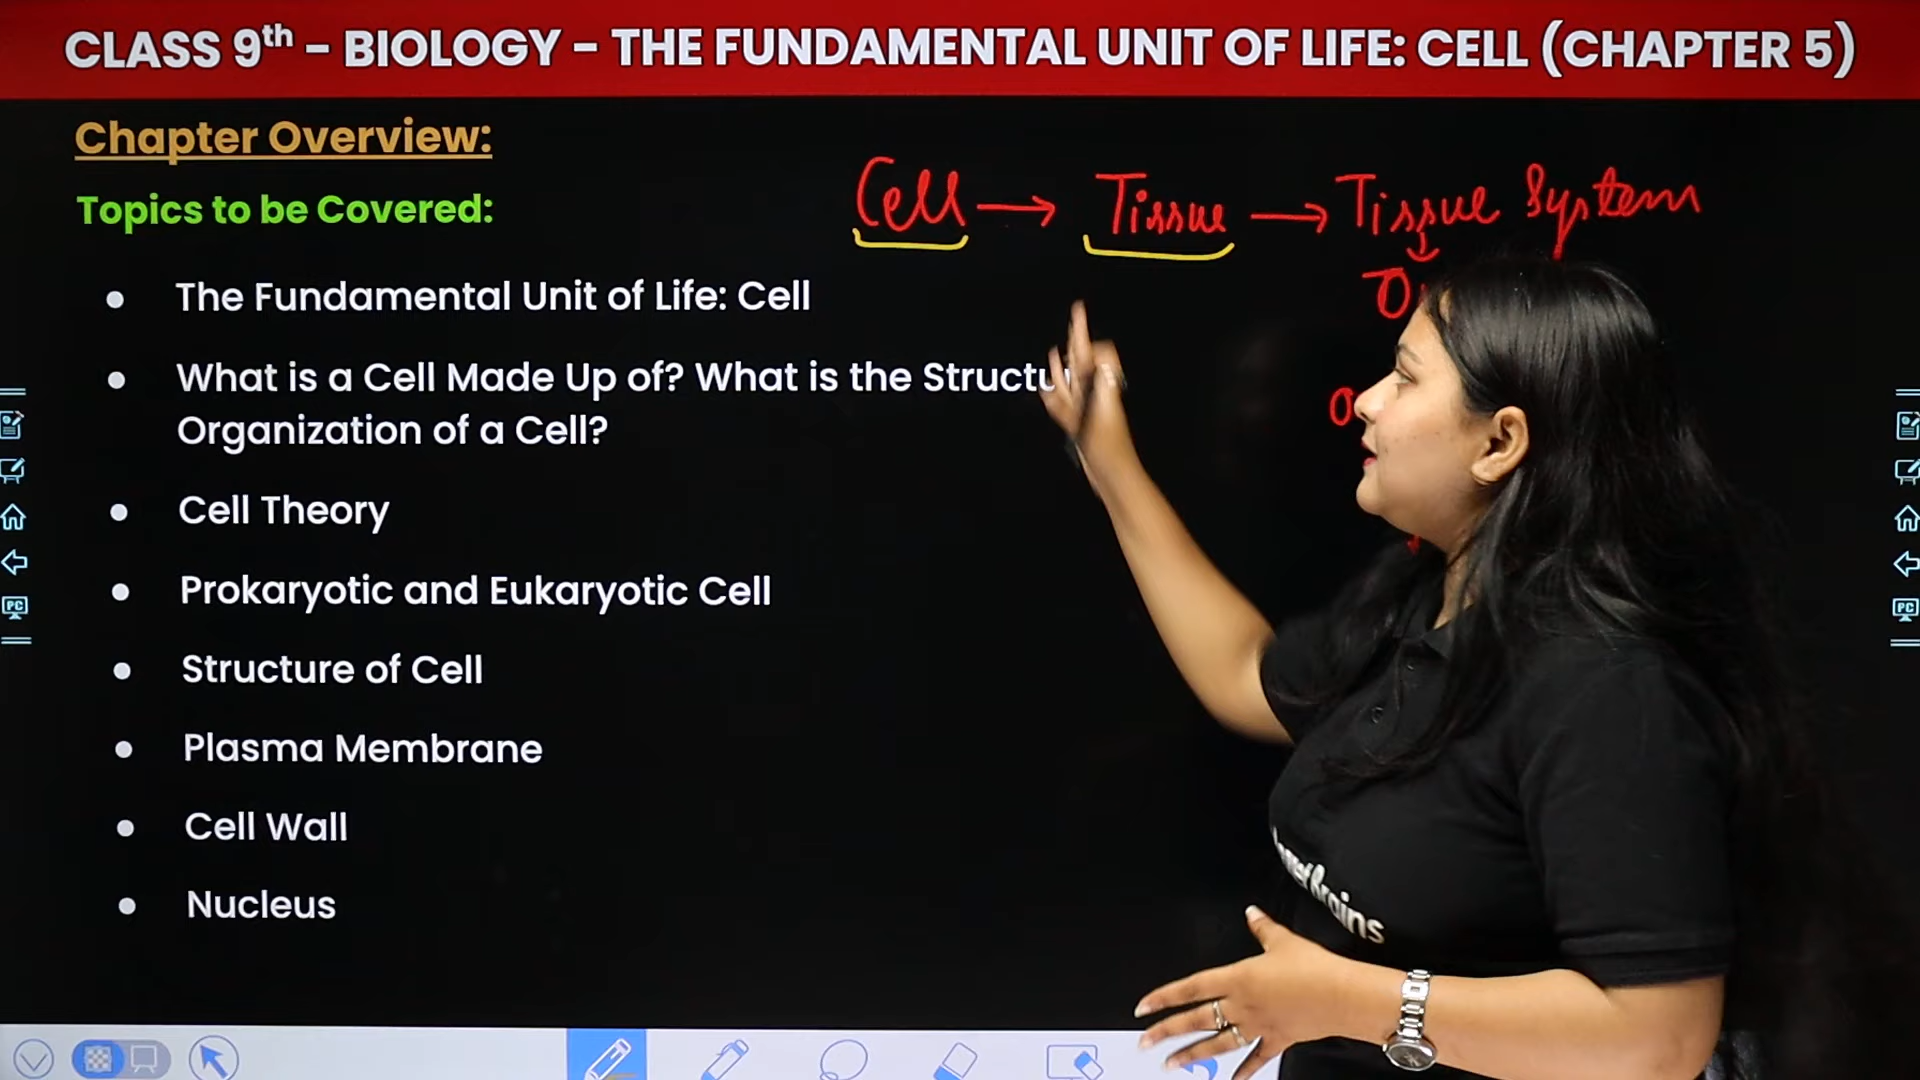 CLASS 9th – BIOLOGY – THE FUNDAMENTAL UNIT OF LIFE: CELL (CHAPTER 5)
Chapter Overview:
Topics to be Covered:
Cell → Tissue → Tissue System
• The Fundamental Unit of Life: Cell
• What is a Cell Made Up of? What is the
Organization of a Cell?
• Cell Theory
• Prokaryotic and Eukaryotic Cell
• Structure of Cell
• Plasma Membrane
• Cell Wall
• Nucleus
PC
PC